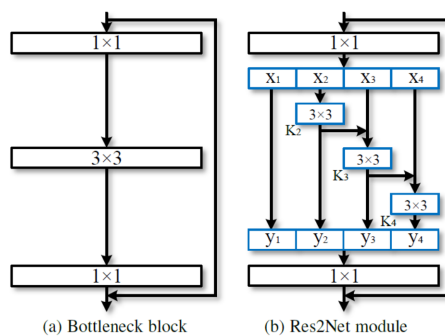 1×1
3×3
1×1
(a) Bottleneck block
1×1
x1 x2 x3 x4
3×3
K2
3×3
K3
3×3
K4
y1 y2 y3 y4
1×1
(b) Res2Net module